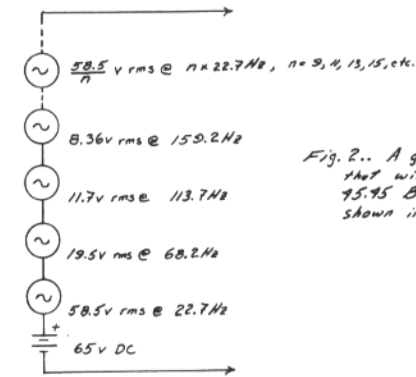 58.5/n v rms @ n x 22.7Hz, n = 9, 11, 13, 15, etc.
8.36v rms @ 159.2Hz
Fig. 2.. A g
that wi
45.45 B
shown in
11.7v rms @ 113.7Hz
19.5v rms @ 68.2Hz
58.5v rms @ 22.7Hz
+
65v DC